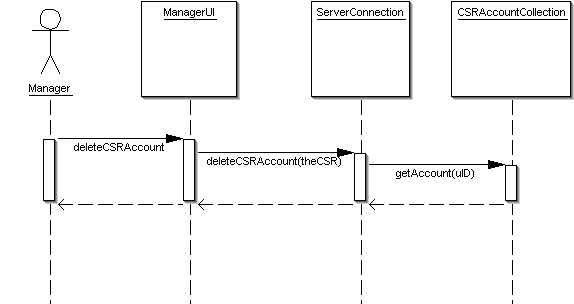 ManagerUI
ServerConnection
CSRAccountCollection
Manager
deleteCSRAccount
deleteCSRAccount(theCSR)
getAccount(uID)